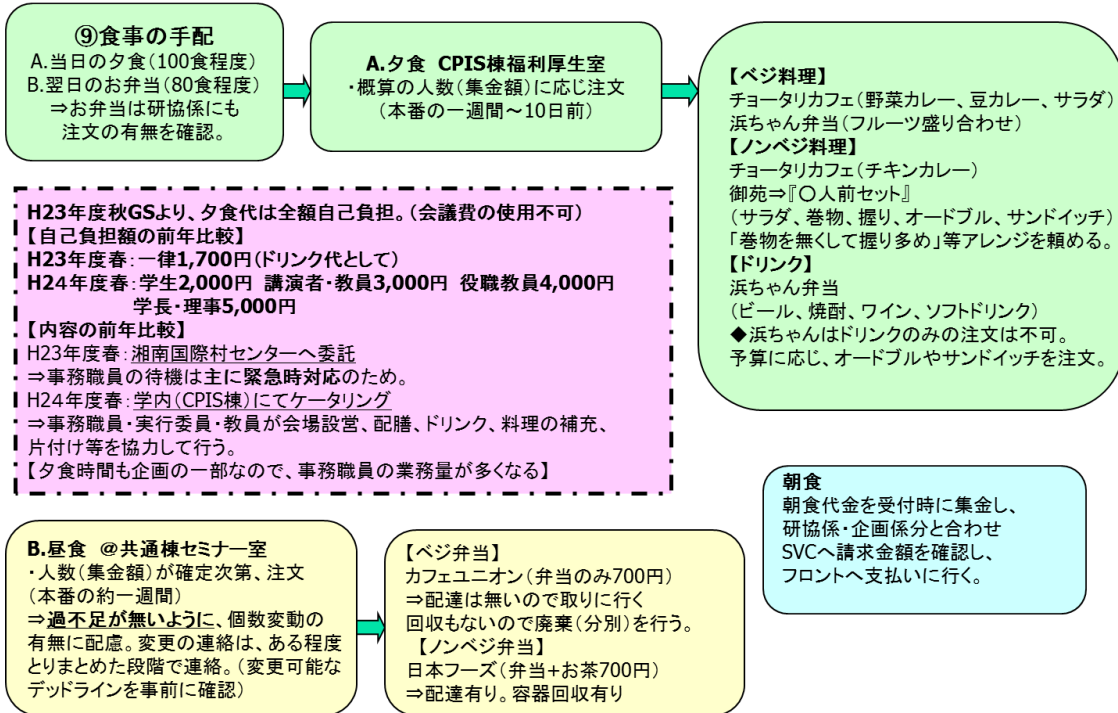 ⑨食事の手配
A.当日の夕食(100食程度)
B.翌日のお弁当(80食程度)
⇒お弁当は研協係にも
注文の有無を確認。
A.夕食 CPIS棟福利厚生室
・概算の人数(集金額)に応じ注文
(本番の一週間~10日前)
【ベジ料理】
チョータリカフェ(野菜カレー、豆カレー、サラダ)
浜ちゃん弁当(フルーツ盛り合わせ)
【ノンベジ料理】
チョータリカフェ(チキンカレー)
御苑⇒『〇人前セット』
(サラダ、巻物、握り、オードブル、サンドイッチ)
「巻物を無くして握り多め」等アレンジを頼める。
【ドリンク】
浜ちゃん弁当
(ビール、焼酎、ワイン、ソフトドリンク)
◆浜ちゃんはドリンクのみの注文は不可。
予算に応じ、オードブルやサンドイッチを注文。
H23年度秋GSより、夕食代は全額自己負担。(会議費の使用不可)
【自己負担額の前年比較】
H23年度春:一律1,700円(ドリンク代として)
H24年度春:学生2,000円 講演者・教員3,000円 役職教員4,000円
学長・理事5,000円
【内容の前年比較】
H23年度春:湘南国際村センターへ委託
⇒事務職員の待機は主に緊急時対応のため。
H24年度春:学内(CPIS棟)にてケータリング
⇒事務職員・実行委員・教員が会場設営、配膳、ドリンク、料理の補充、
片付け等を協力して行う。
【夕食時間も企画の一部なので、事務職員の業務量が多くなる】
朝食
朝食代金を受付時に集金し、
研協係・企画係分と合わせ
SVCへ請求金額を確認し、
フロントへ支払いに行く。
B.昼食 @共通棟セミナー室
・人数(集金額)が確定次第、注文
(本番の約一週間)
⇒過不足が無いように、個数変動の
有無に配慮。変更の連絡は、ある程度
とりまとめた段階で連絡。(変更可能な
デッドラインを事前に確認)
【ベジ弁当】
カフェユニオン(弁当のみ700円)
⇒配達は無いので取りに行く
回収もないので廃棄(分別)を行う。
【ノンベジ弁当】
日本フーズ(弁当+お茶700円)
⇒配達有り。容器回収有り